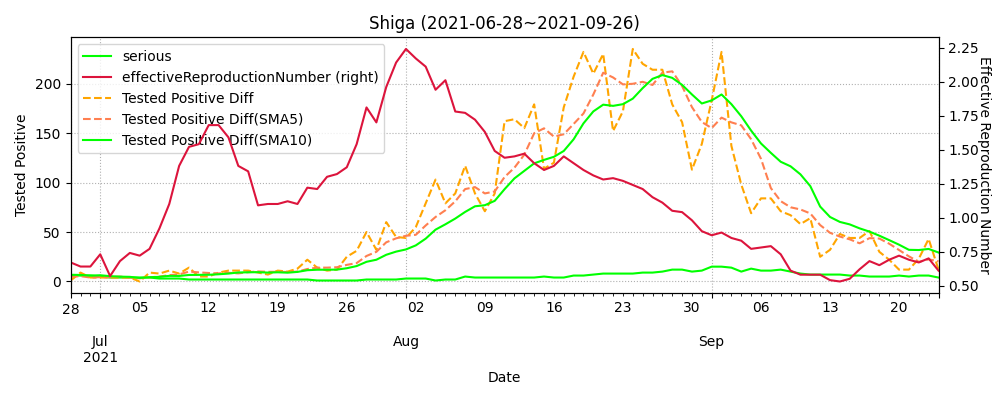 Shiga (2021-06-28~2021-09-26)
serious
effectiveReproductionNumber (right)
Tested Positive Diff
Tested Positive Diff(SMA5)
Tested Positive Diff(SMA10)
Tested Positive
200
150
100
50
0
2.25
2.00
1.75
1.50
1.25
1.00
0.75
0.50
Effective Reproduction Number
28 05 12 19 26 02 09 16 23 30 06 13 20
Jul Aug Sep
2021
Date